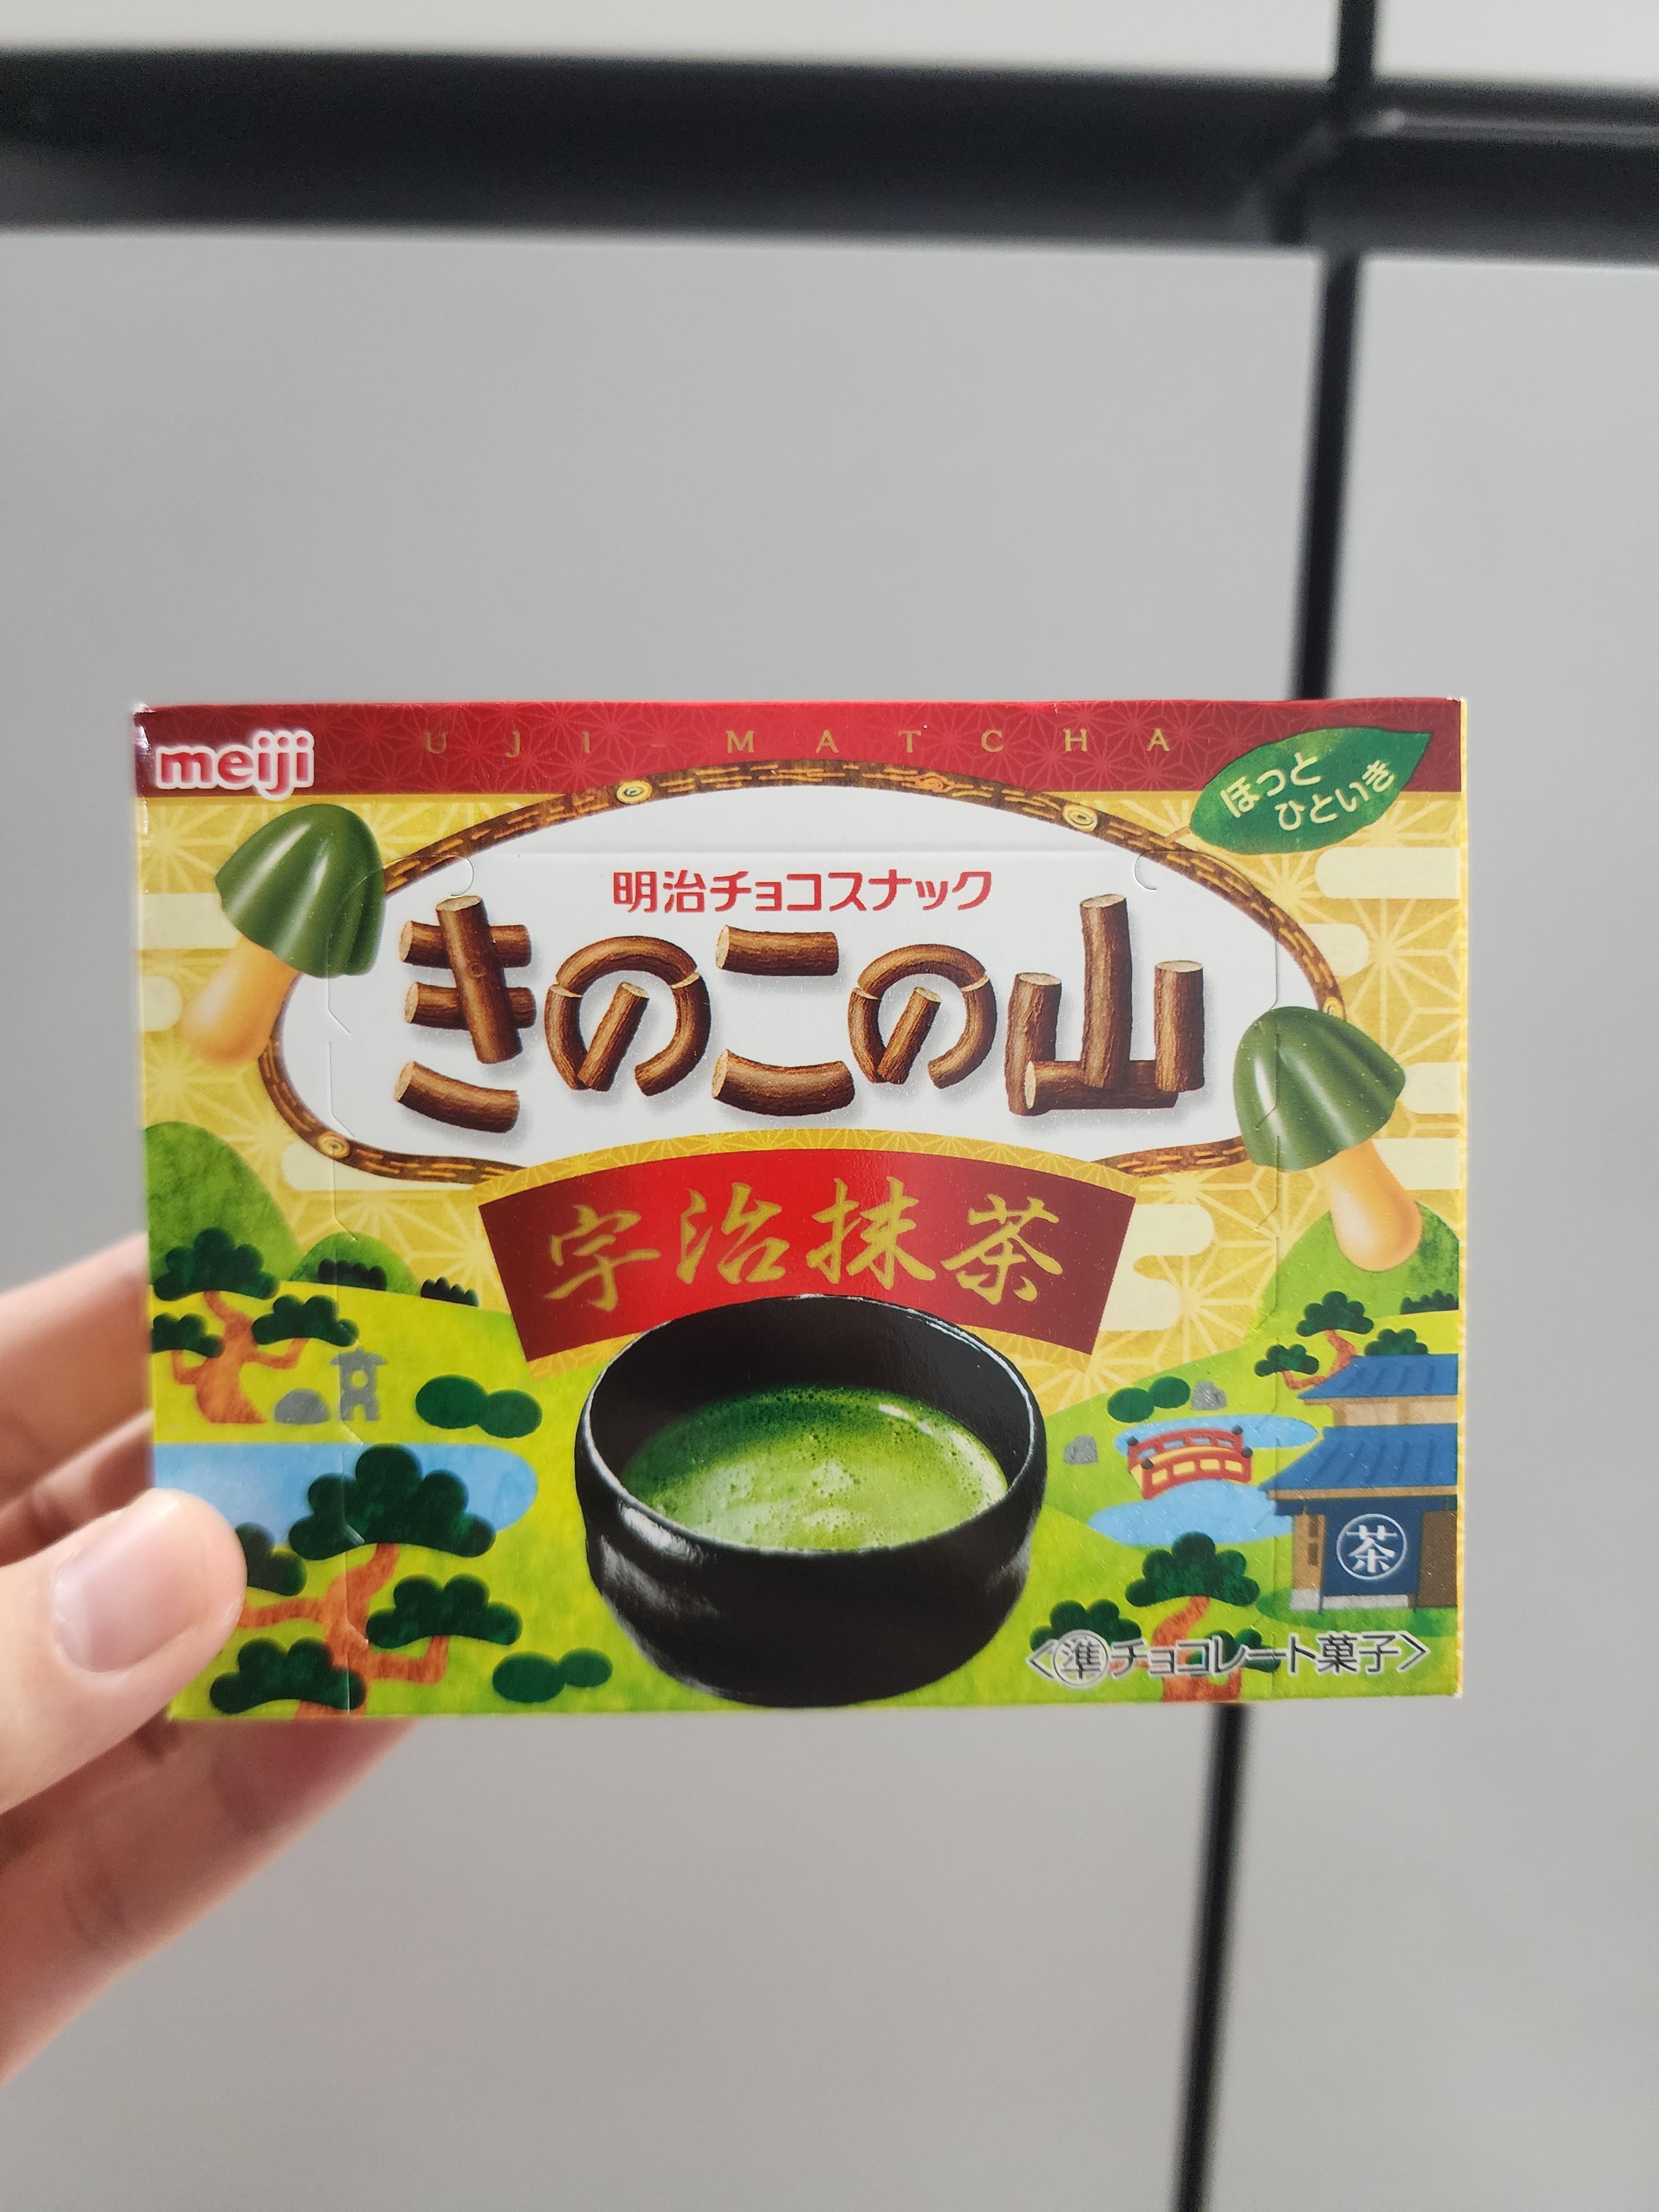 meiji
UJI-MATCHA
ほっと
ひといき
明治チョコスナック
きのこの山
宇治抹茶
茶
<㊟チョコレート菓子>